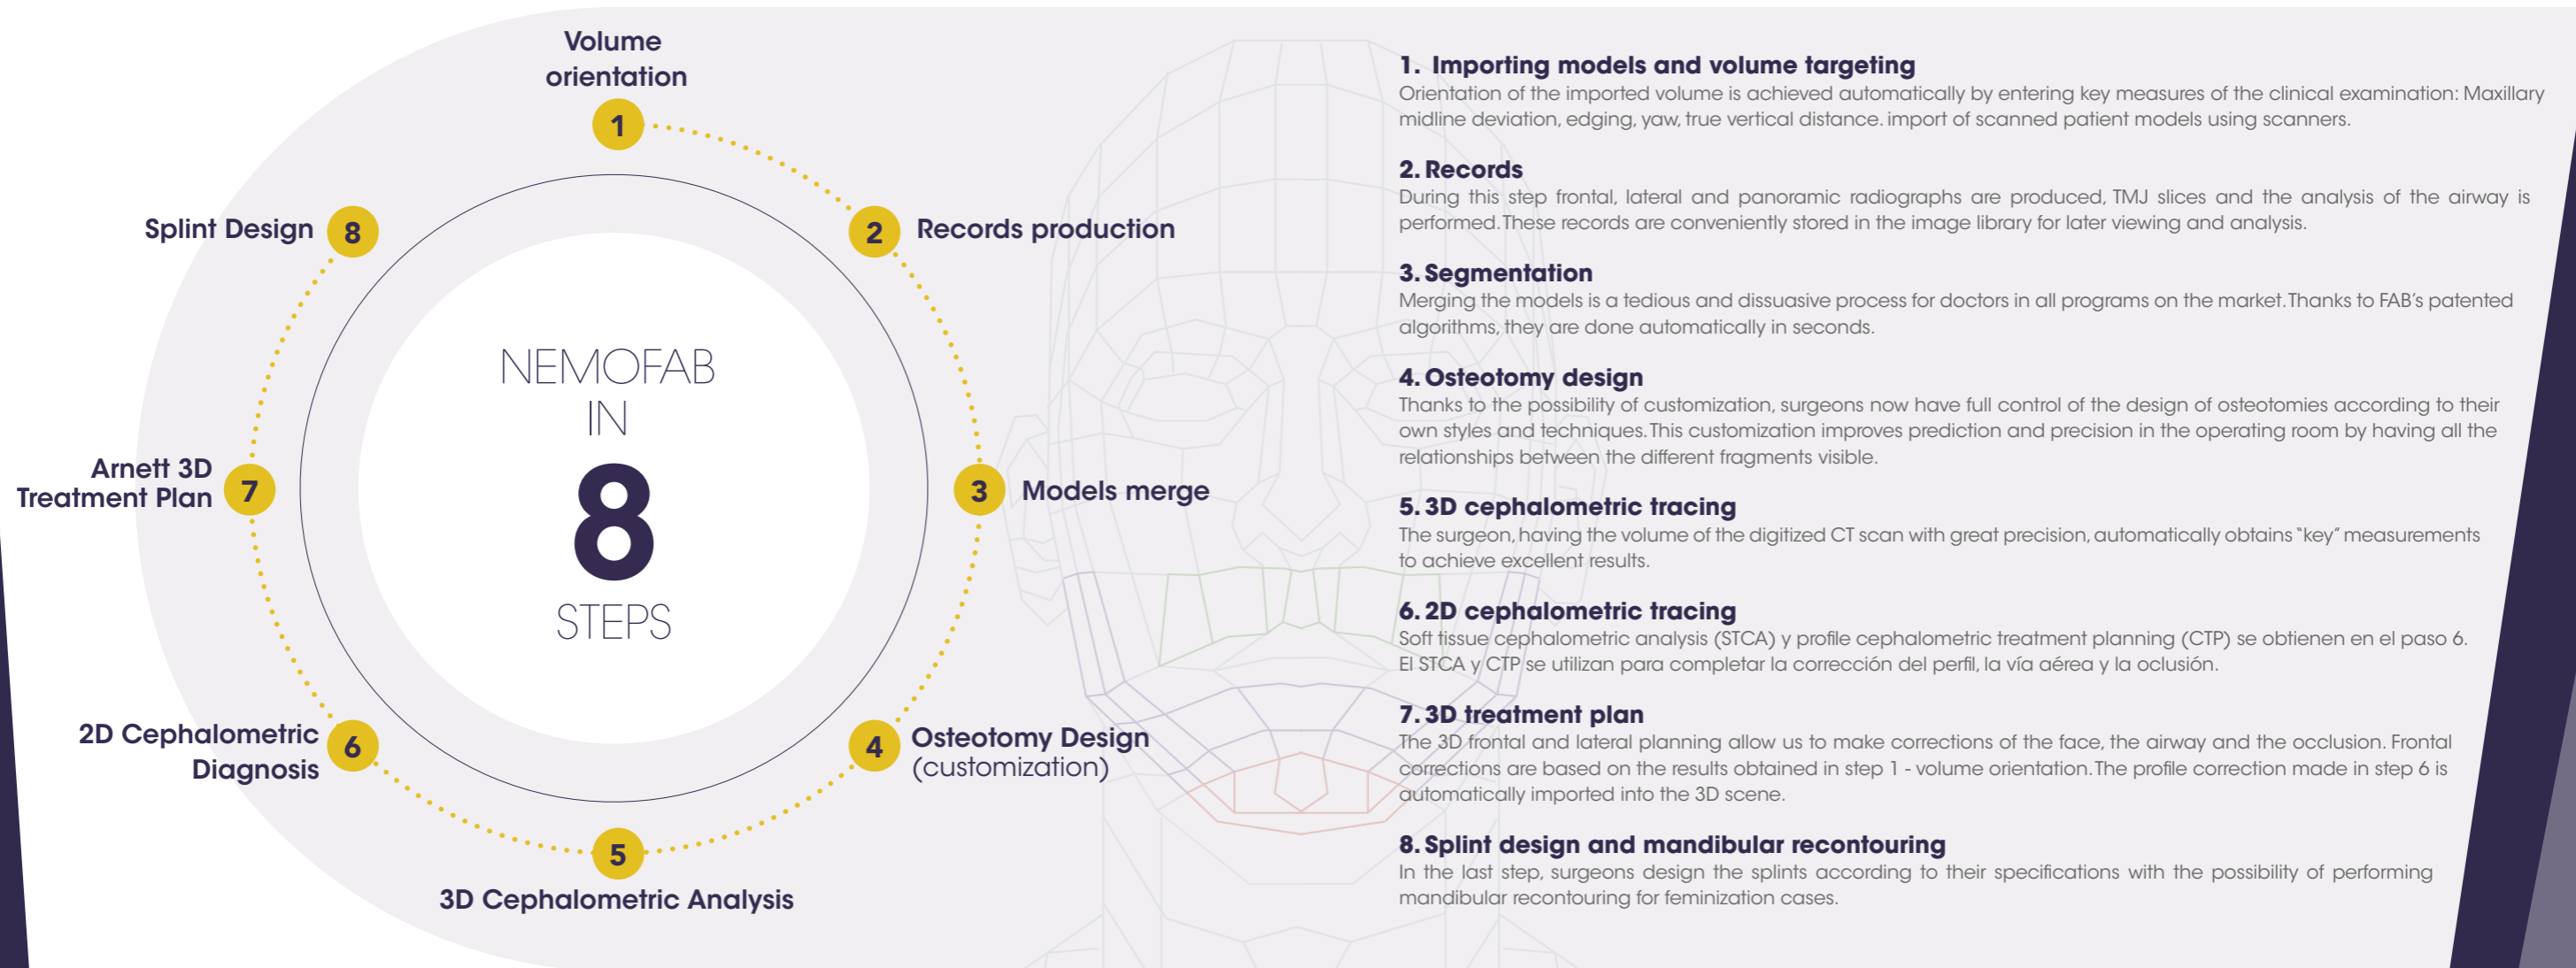 Volume
orientation
1
2
Records production
3
Models merge
4
Osteotomy Design
(customization)
5
3D Cephalometric Analysis
6
2D Cephalometric
Diagnosis
7
Arnett 3D
Treatment Plan
8
Splint Design
NEMOFAB
IN
8
STEPS
1. Importing models and volume targeting
Orientation of the imported volume is achieved automatically by entering key measures of the clinical examination: Maxillary
midline deviation, edging, yaw, true vertical distance. import of scanned patient models using scanners.
2. Records
During this step frontal, lateral and panoramic radiographs are produced, TMJ slices and the analysis of the airway is
performed. These records are conveniently stored in the image library for later viewing and analysis.
3. Segmentation
Merging the models is a tedious and dissuasive process for doctors in all programs on the market. Thanks to FAB's patented
algorithms, they are done automatically in seconds.
4. Osteotomy design
Thanks to the possibility of customization, surgeons now have full control of the design of osteotomies according to their
own styles and techniques. This customization improves prediction and precision in the operating room by having all the
relationships between the different fragments visible.
5. 3D cephalometric tracing
The surgeon, having the volume of the digitized CT scan with great precision, automatically obtains "key" measurements
to achieve excellent results.
6. 2D cephalometric tracing
Soft tissue cephalometric analysis (STCA) y profile cephalometric treatment planning (CTP) se obtienen en el paso 6.
El STCA y CTP se utilizan para completar la corrección del perfil, la vía aérea y la oclusión.
7. 3D treatment plan
The 3D frontal and lateral planning allow us to make corrections of the face, the airway and the occlusion. Frontal
corrections are based on the results obtained in step 1 - volume orientation. The profile correction made in step 6 is
automatically imported into the 3D scene.
8. Splint design and mandibular recontouring
In the last step, surgeons design the splints according to their specifications with the possibility of performing
mandibular recontouring for feminization cases.